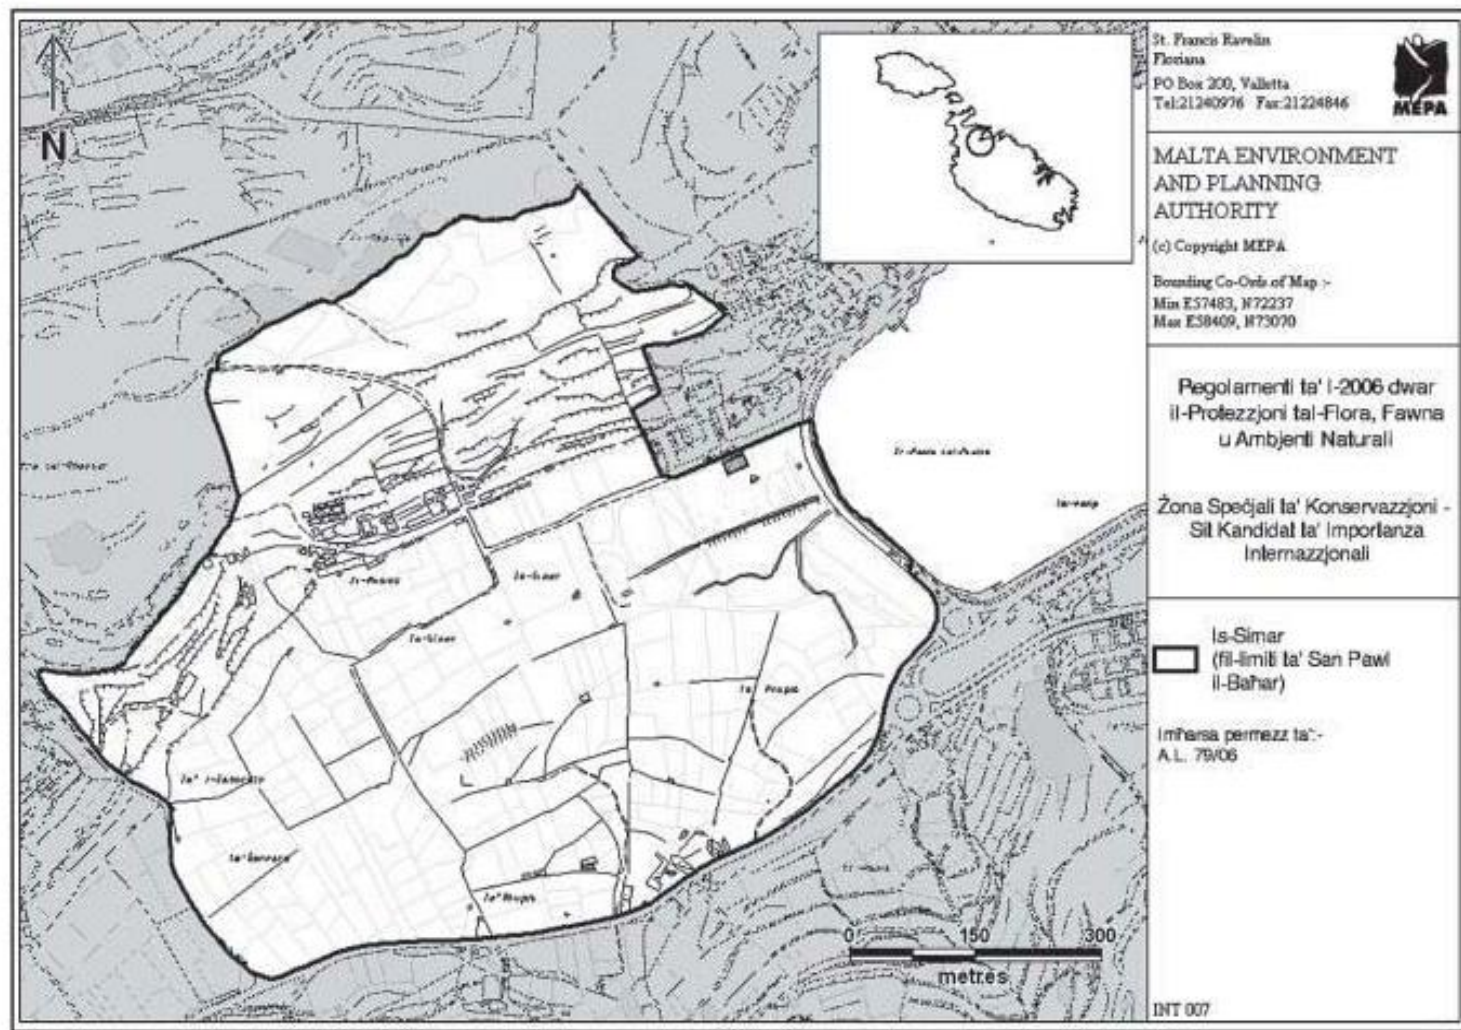 N
St. Francis Ravelin
Floriana
PO Box 200, Valletta
Tel:21240976 Fax:21224846
MEPA
MALTA ENVIRONMENT
AND PLANNING
AUTHORITY
(c) Copyright MEPA
Bounding Co-Ords of Map :-
Min E57483, N72237
Max E58409, N73070
Regolamenti ta' l-2006 dwar
il-Protezzjoni tal-Flora, Fawna
u Ambjenti Naturali
Żona Speċjali ta' Konservazzjoni -
Sit Kandidat ta' Importanza
Internazzjonali
Is-Simar
(fil-limiti ta' San Pawl
il-Baħar)
Imħarsa permezz ta':-
A.L. 79/06
INT 007
0 150 300
metres